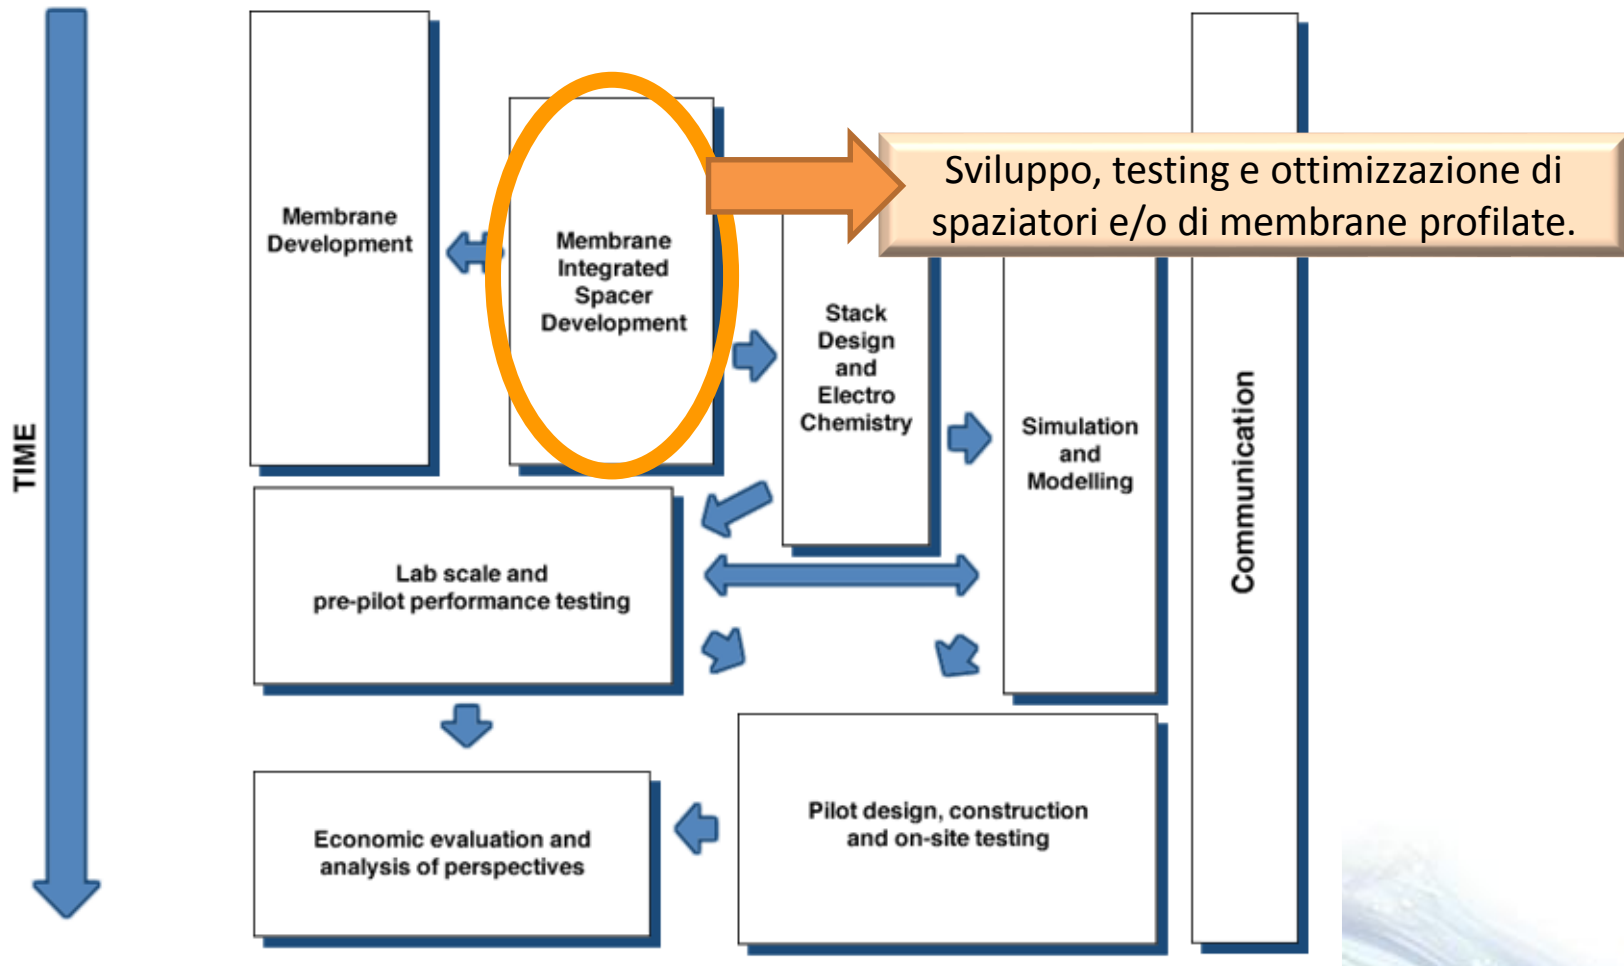 TIME
Membrane
Development
Membrane
Integrated
Spacer
Development
Sviluppo, testing e ottimizzazione di
spaziatori e/o di membrane profilate.
Stack
Design
and
Electro
Chemistry
Simulation
and
Modelling
Communication
Lab scale and
pre-pilot performance testing
Economic evaluation and
analysis of perspectives
Pilot design, construction
and on-site testing